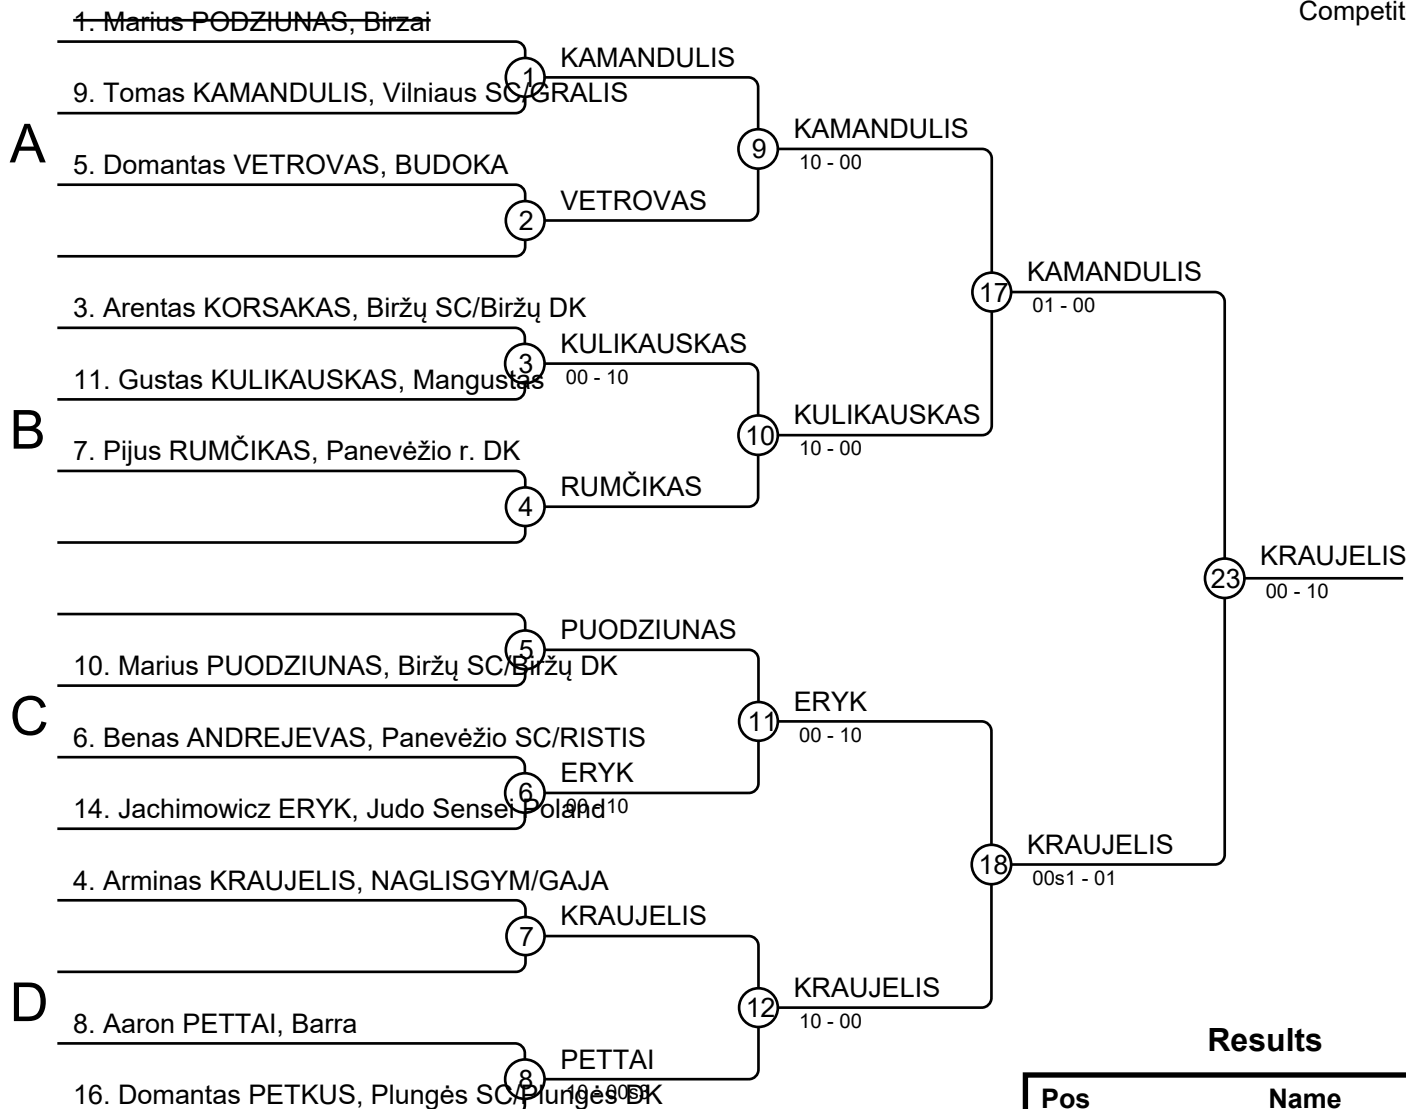 Competit
1. Marius PODZIUNAS, Birzai
KAMANDULIS
1
9. Tomas KAMANDULIS, Vilniaus SC/GRALIS
A
KAMANDULIS
9
10 - 00
5. Domantas VETROVAS, BUDOKA
VETROVAS
2
KAMANDULIS
17
01 - 00
3. Arentas KORSAKAS, Biržų SC/Biržų DK
KULIKAUSKAS
3
00 - 10
11. Gustas KULIKAUSKAS, Mangustas
B
KULIKAUSKAS
10
10 - 00
7. Pijus RUMČIKAS, Panevėžio r. DK
RUMČIKAS
4
KRAUJELIS
23
00 - 10
PUODZIUNAS
5
10. Marius PUODZIUNAS, Biržų SC/Biržų DK
C
ERYK
11
00 - 10
6. Benas ANDREJEVAS, Panevėžio SC/RISTIS
ERYK
6
00 - 10
14. Jachimowicz ERYK, Judo Sensei Poland
KRAUJELIS
18
00s1 - 01
4. Arminas KRAUJELIS, NAGLISGYM/GAJA
KRAUJELIS
7
D
KRAUJELIS
12
10 - 00
8. Aaron PETTAI, Barra
Results
PETTAI
8
16. Domantas PETKUS, Plungės SC/Plungės DK
Pos Name